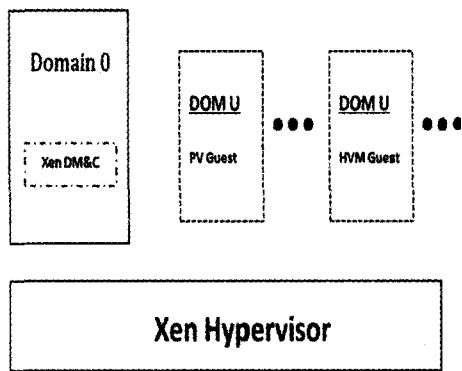 Domain 0
Xen DM&C
DOM U
PV Guest
DOM U
HVM Guest
Xen Hypervisor